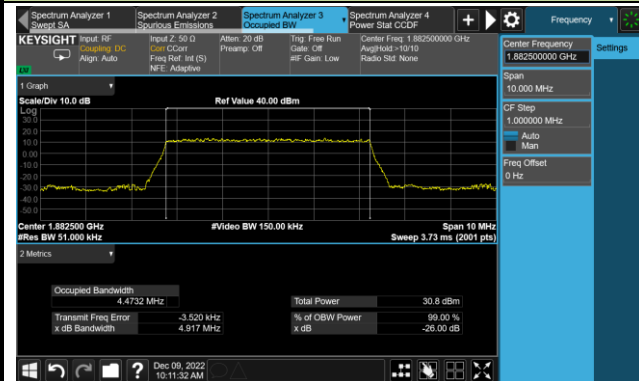 Spectrum Analyzer 1
Swept SA
Spectrum Analyzer 2
Spurious Emissions
Spectrum Analyzer 3
Occupied BW
Spectrum Analyzer 4
Power Stat CCDF
Frequency
KEYSIGHT
Input: RF
Coupling: DC
Align: Auto
Input Z: 50 Ω
Corr CCorr
Freq Ref: Int (S)
NFE: Adaptive
Atten: 20 dB
Preamp: Off
Trig: Free Run
Gate: Off
#IF Gain: Low
Center Freq: 1.882500000 GHz
Avg|Hold:>10/10
Radio Std: None
Center Frequency
1.882500000 GHz
Settings
Span
10.000 MHz
CF Step
1.000000 MHz
Auto
Man
Freq Offset
0 Hz
1 Graph
Scale/Div 10.0 dB
Ref Value 40.00 dBm
Log
30.0
20.0
10.0
0.00
-10.0
-20.0
-30.0
-40.0
-50.0
Center 1.882500 GHz
#Video BW 150.00 kHz
Span 10 MHz
#Res BW 51.000 kHz
Sweep 3.73 ms (2001 pts)
2 Metrics
Occupied Bandwidth
4.4732 MHz
Total Power
30.8 dBm
Transmit Freq Error
-3.520 kHz
% of OBW Power
99.00 %
x dB Bandwidth
4.917 MHz
x dB
-26.00 dB
Dec 09, 2022
10:11:32 AM